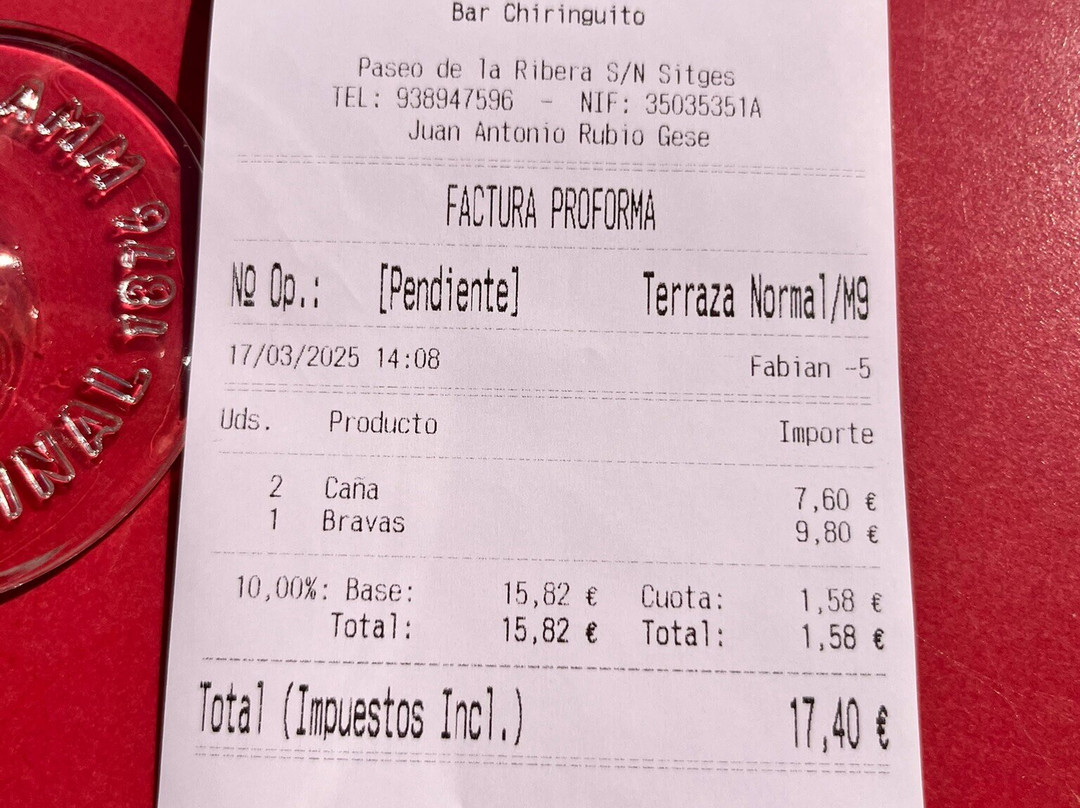 Bar Chiringuito
Paseo de la Ribera S/N Sitges
TEL: 938947596 - NIF: 35035351A
Juan Antonio Rubio Gese
FACTURA PROFORMA
Nº Op.: [Pendiente] Terraza Normal/M9
17/03/2025 14:08 Fabian -5
Uds. Producto Importe
2 Caña 7,60 €
1 Bravas 9,80 €
10,00%: Base: 15,82 € Cuota: 1,58 €
Total: 15,82 € Total: 1,58 €
Total (Impuestos Incl.) 17,40 €
AMM 1876
INAL